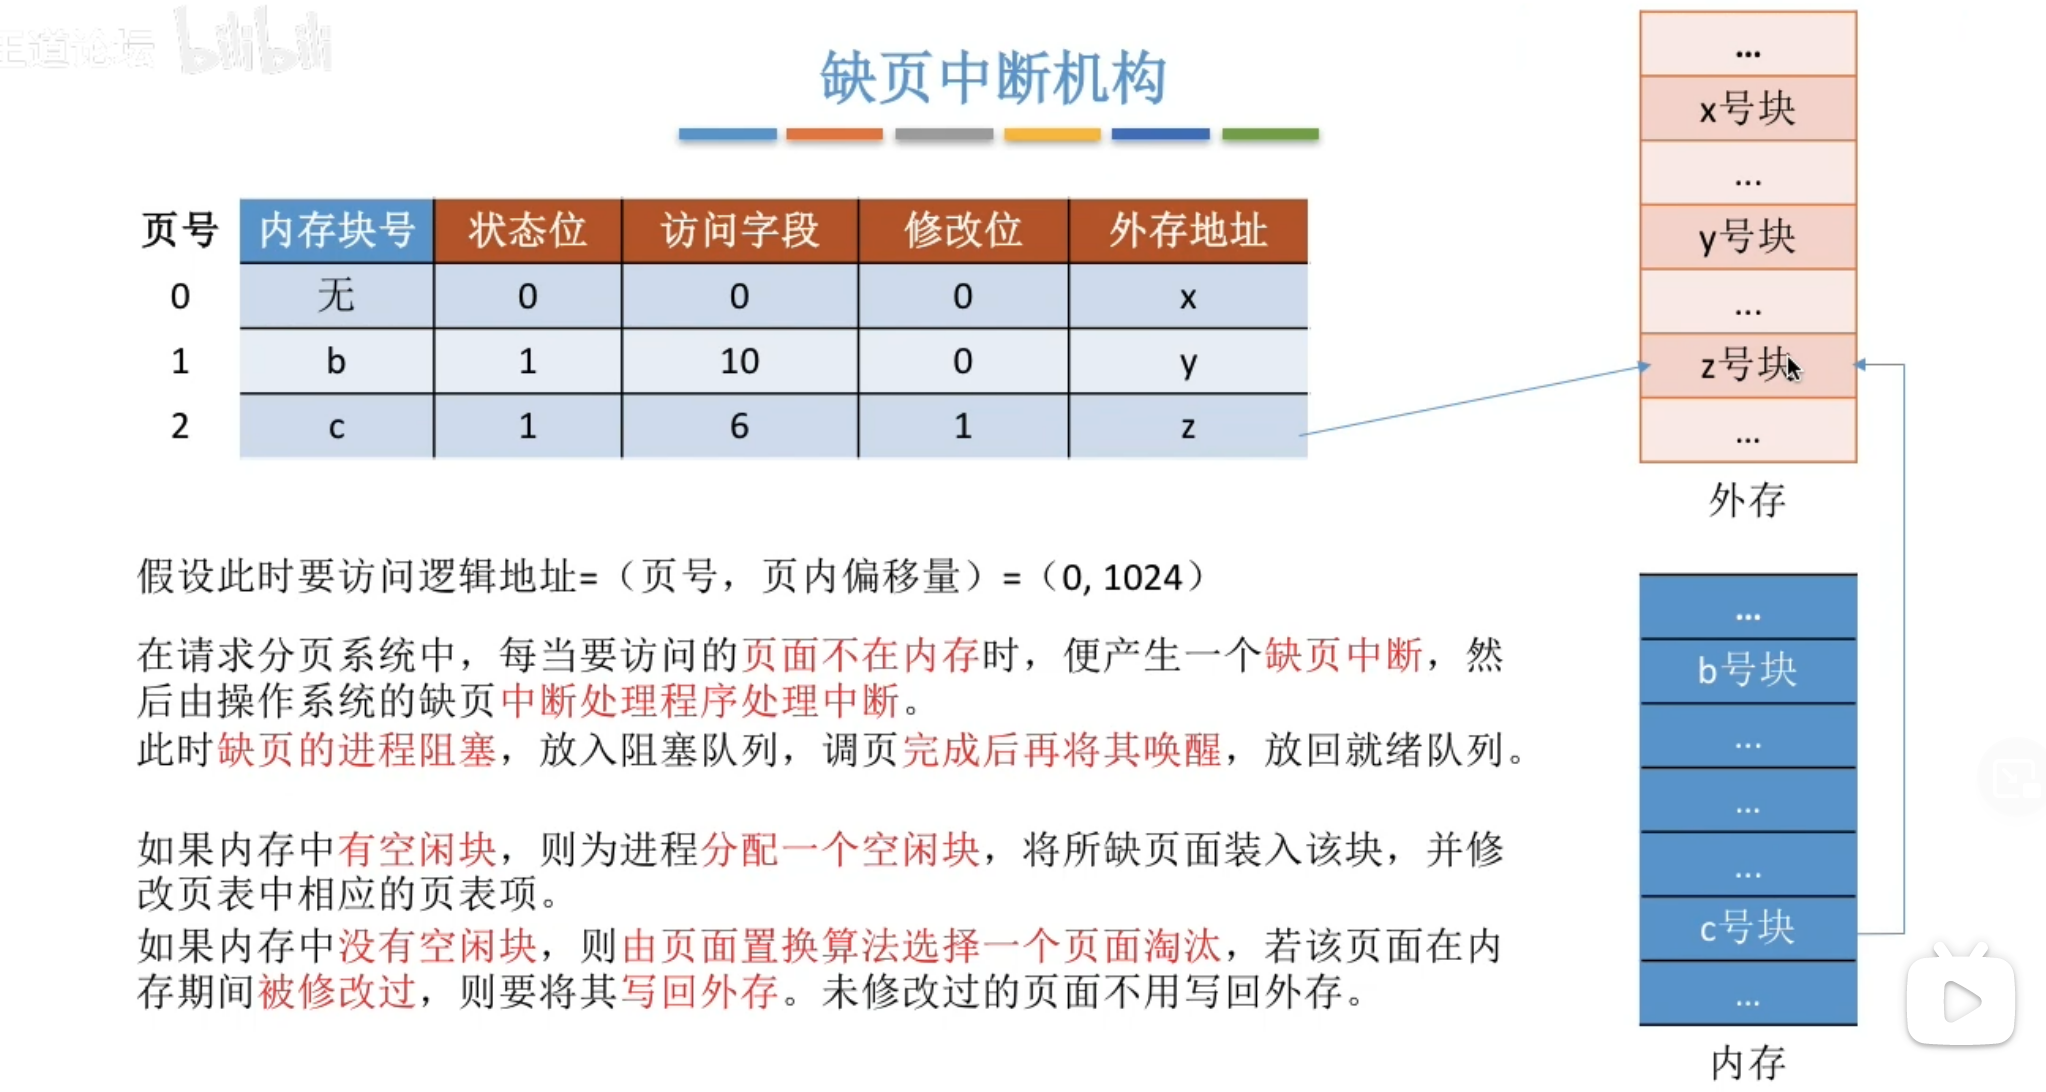 王道论坛 bilibili
缺页中断机构
页号 内存块号 状态位 访问字段 修改位 外存地址
0 无 0 0 0 x
1 b 1 10 0 y
2 c 1 6 1 z
...
x号块
...
y号块
...
z号块
...
外存
假设此时要访问逻辑地址=（页号，页内偏移量）=（0, 1024）
在请求分页系统中，每当要访问的页面不在内存时，便产生一个缺页中断，然
后由操作系统的缺页中断处理程序处理中断。
此时缺页的进程阻塞，放入阻塞队列，调页完成后再将其唤醒，放回就绪队列。
如果内存中有空闲块，则为进程分配一个空闲块，将所缺页面装入该块，并修
改页表中相应的页表项。
如果内存中没有空闲块，则由页面置换算法选择一个页面淘汰，若该页面在内
存期间被修改过，则要将其写回外存。未修改过的页面不用写回外存。
...
b号块
...
...
...
c号块
...
内存